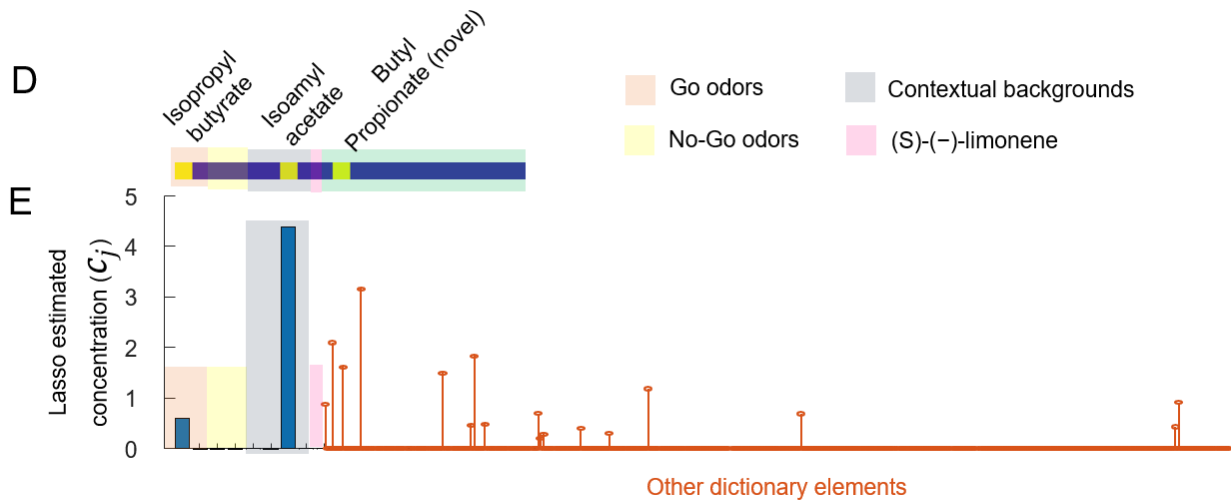 D
Isopropyl
butyrate
Isoamyl
acetate
Butyl
Propionate (novel)
Go odors
No-Go odors
Contextual backgrounds
(S)-(−)-limonene
E
Lasso estimated
concentration (Cj)
5
4
3
2
1
0
Other dictionary elements